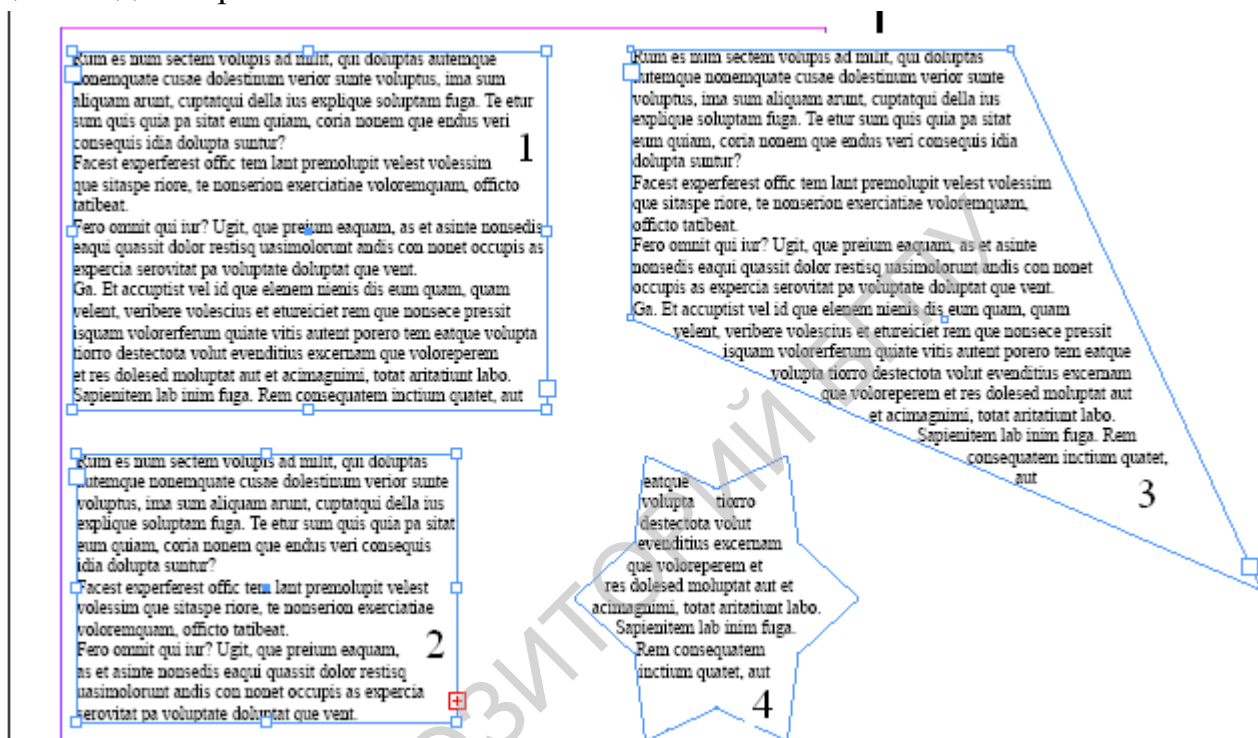 Rum es num sectem volupis ad milit, qui doluptas autemque
nonemquate cusae dolestinum verior sunte voluptus, ima sum
aliquam arunt, cuptatqui della ius explique soluptam fuga. Te etur
sum quis quia pa sitat eum quiam, coria nonem que endus veri
consequis idia dolupta suntur?
Facest experferest offic tem lant premolupit velest volessim
que sitaspe riore, te nonserion exerciatiae voloremquam, officto
tatibeat.
Fero omnit qui iur? Ugit, que preium eaquam, as et asinte nonsedis
eaqui quassit dolor restisq uasimolorunt andis con nonet occupis as
expercia serovitat pa voluptate doluptat que vent.
Ga. Et accuptist vel id que elenem nienis dis eum quam, quam
velent, veribere volescius et etureiciet rem que nonsece pressit
isquam volorerferum quiate vitis autent porero tem eatque volupta
tiorro destectota volut evenditius excernam que voloreperem
et res dolesed moluptat aut et acimagnimi, totat aritatiunt labo.
Sapienitem lab inim fuga. Rem consequatem inctium quatet, aut
1
Rum es num sectem volupis ad milit, qui doluptas
autemque nonemquate cusae dolestinum verior sunte
voluptus, ima sum aliquam arunt, cuptatqui della ius
explique soluptam fuga. Te etur sum quis quia pa sitat
eum quiam, coria nonem que endus veri consequis
idia dolupta suntur?
Facest experferest offic tem lant premolupit velest
volessim que sitaspe riore, te nonserion exerciatiae
voloremquam, officto tatibeat.
Fero omnit qui iur? Ugit, que preium eaquam,
as et asinte nonsedis eaqui quassit dolor restisq
uasimolorunt andis con nonet occupis as expercia
serovitat pa voluptate doluptat que vent.
2
Rum es num sectem volupis ad milit, qui doluptas
autemque nonemquate cusae dolestinum verior sunte
voluptus, ima sum aliquam arunt, cuptatqui della ius
explique soluptam fuga. Te etur sum quis quia pa sitat
eum quiam, coria nonem que endus veri consequis idia
dolupta suntur?
Facest experferest offic tem lant premolupit velest volessim
que sitaspe riore, te nonserion exerciatiae voloremquam,
officto tatibeat.
Fero omnit qui iur? Ugit, que preium eaquam, as et asinte
nonsedis eaqui quassit dolor restisq uasimolorunt andis con nonet
occupis as expercia serovitat pa voluptate doluptat que vent.
Ga. Et accuptist vel id que elenem nienis dis eum quam, quam
velent, veribere volescius et etureiciet rem que nonsece pressit
isquam volorerferum quiate vitis autent porero tem eatque
volupta tiorro destectota volut evenditius excernam
que voloreperem et res dolesed moluptat aut
et acimagnimi, totat aritatiunt labo.
Sapienitem lab inim fuga. Rem
consequatem inctium quatet,
aut
3
eatque
volupta tiorro
destectota volut
evenditius excernam
que voloreperem et
res dolesed moluptat aut et
acimagnimi, totat aritatiunt labo.
Sapienitem lab inim fuga.
Rem consequatem
inctium quatet, aut
4